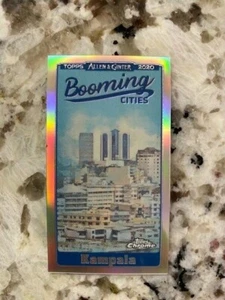 TOPPS ALLEN & GINTER 2020
Booming
CITIES
Chrome
Kampala